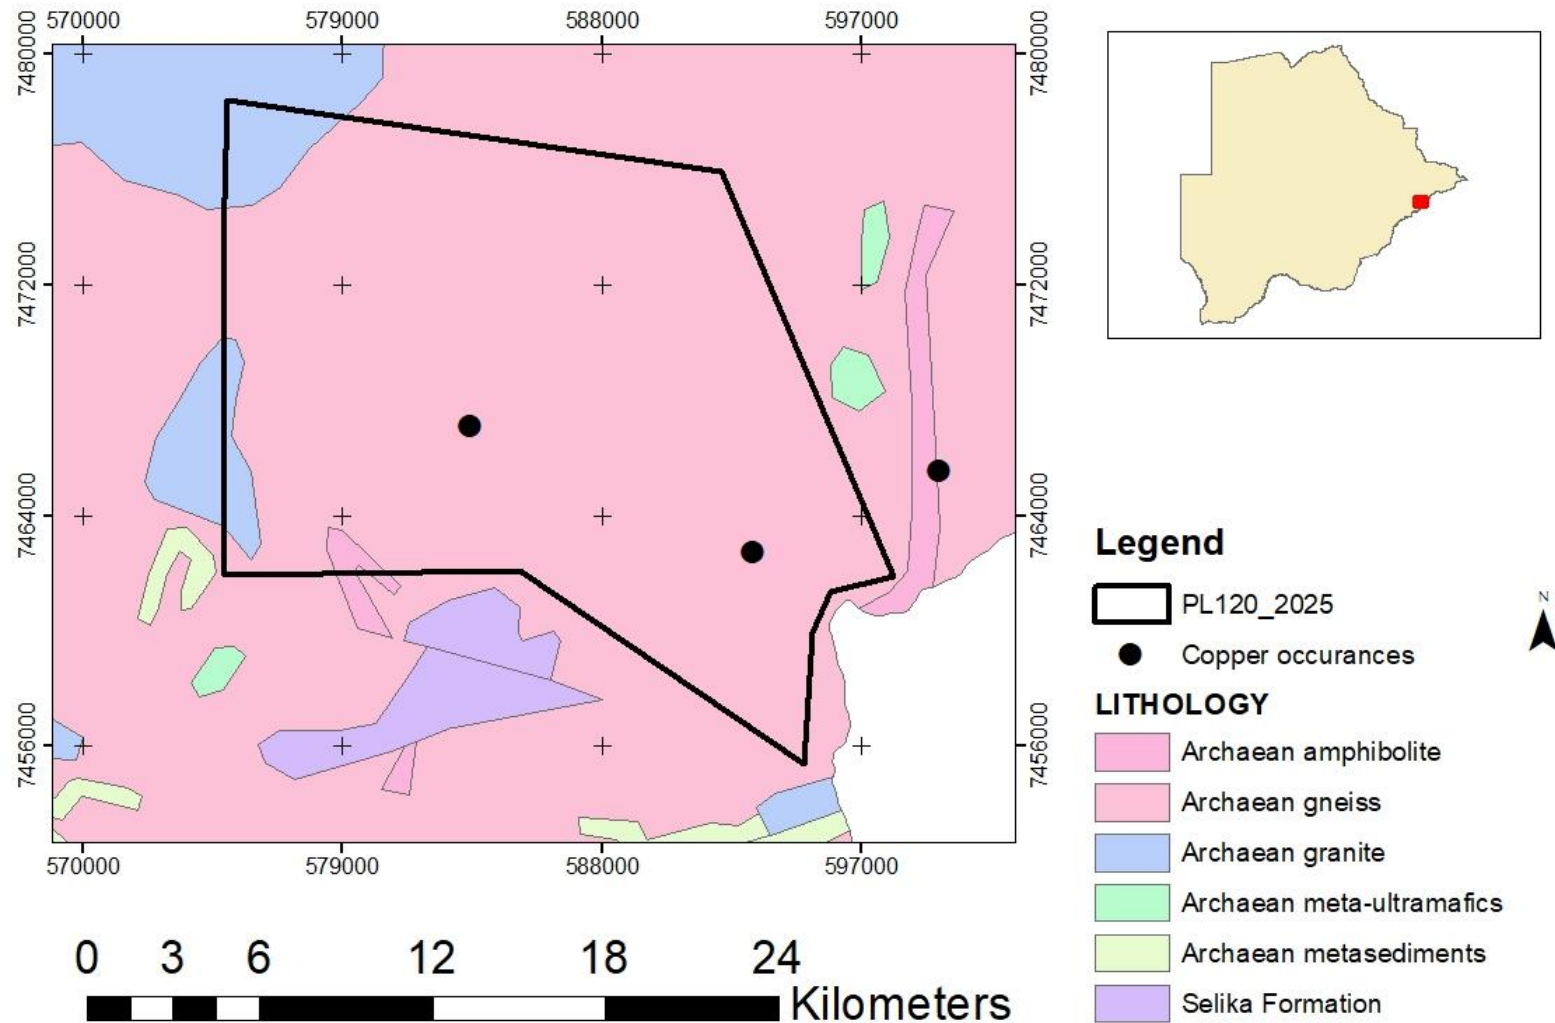 570000 579000 588000 597000
7480000 7480000
7472000 7472000
7464000 7464000
7456000 7456000
570000 579000 588000 597000
0 3 6 12 18 24
Kilometers
Legend
PL120_2025
N
Copper occurances
LITHOLOGY
Archaean amphibolite
Archaean gneiss
Archaean granite
Archaean meta-ultramafics
Archaean metasediments
Selika Formation